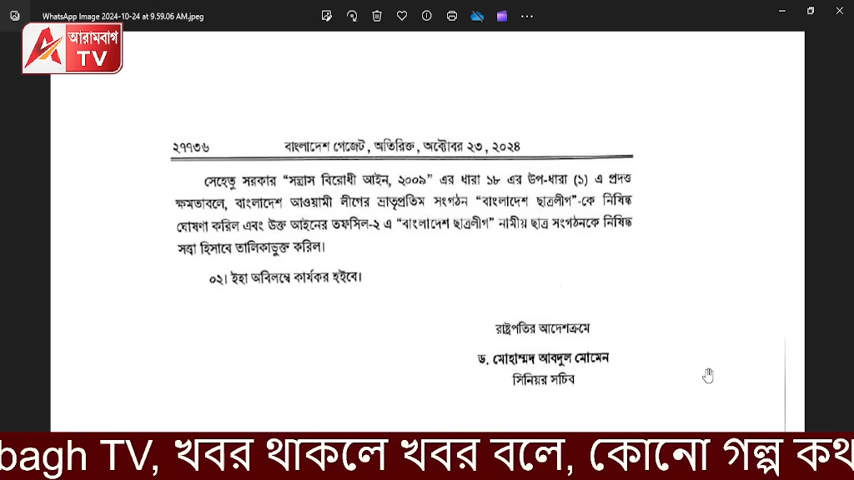 WhatsApp Image 2024-10-24 at 9.59.06 AM.jpeg
আরামবাগ
TV
২৭৭৩৬
বাংলাদেশ গেজেট, অতিরিক্ত, অক্টোবর ২৩, ২০২৪
সেহেতু সরকার “সন্ত্রাস বিরোধী আইন, ২০০৯” এর ধারা ১৮ এর উপ-ধারা (১) এ প্রদত্ত
ক্ষমতাবলে, বাংলাদেশ আওয়ামী লীগের ভ্রাতৃপ্রতিম সংগঠন “বাংলাদেশ ছাত্রলীগ”-কে নিষিদ্ধ
ঘোষণা করিল এবং উক্ত আইনের তফসিল-২ এ “বাংলাদেশ ছাত্রলীগ” নামীয় ছাত্র সংগঠনকে নিষিদ্ধ
সত্তা হিসাবে তালিকাভুক্ত করিল।
০২। ইহা অবিলম্বে কার্যকর হইবে।
রাষ্ট্রপতির আদেশক্রমে
ড. মোহাম্মদ আবদুল মোমেন
সিনিয়র সচিব
bagh TV, খবর থাকলে খবর বলে, কোনো গল্প কথ